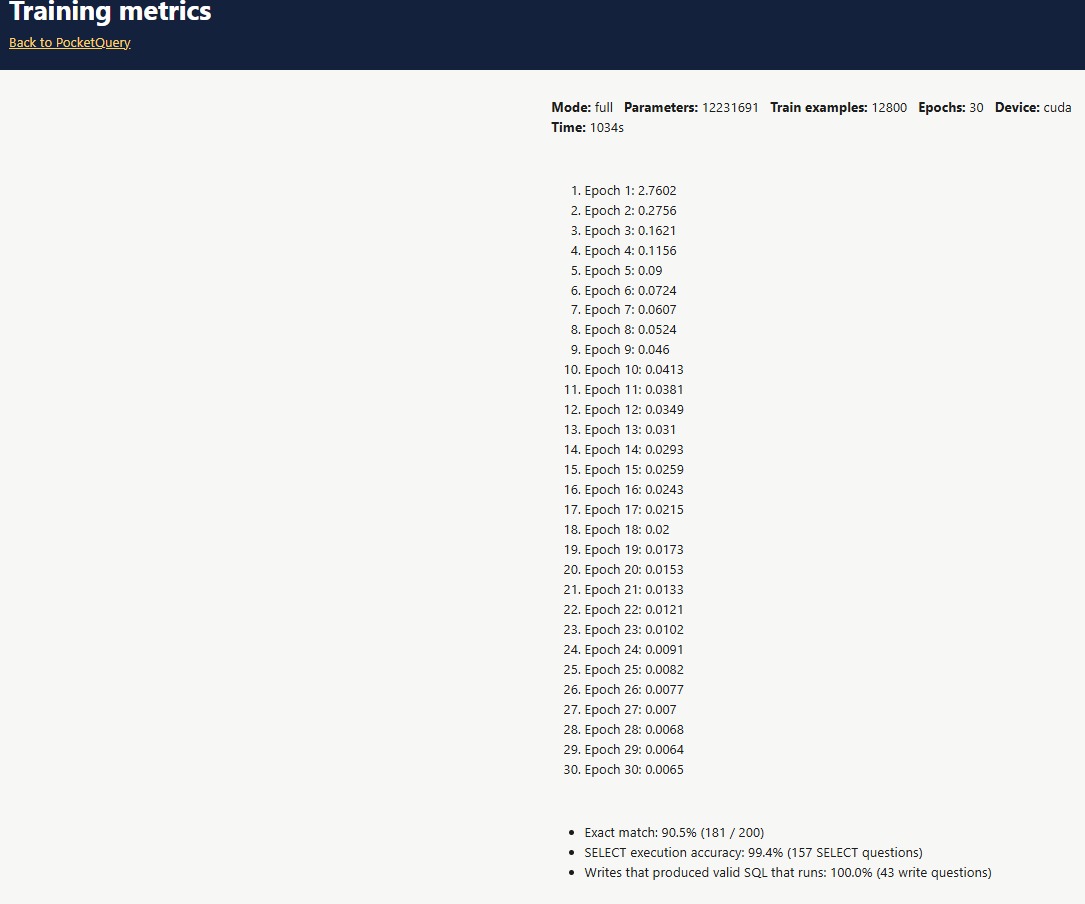 Training metrics
Back to PocketQuery
Mode: full Parameters: 12231691 Train examples: 12800 Epochs: 30 Device: cuda
Time: 1034s
1. Epoch 1: 2.7602
2. Epoch 2: 0.2756
3. Epoch 3: 0.1621
4. Epoch 4: 0.1156
5. Epoch 5: 0.09
6. Epoch 6: 0.0724
7. Epoch 7: 0.0607
8. Epoch 8: 0.0524
9. Epoch 9: 0.046
10. Epoch 10: 0.0413
11. Epoch 11: 0.0381
12. Epoch 12: 0.0349
13. Epoch 13: 0.031
14. Epoch 14: 0.0293
15. Epoch 15: 0.0259
16. Epoch 16: 0.0243
17. Epoch 17: 0.0215
18. Epoch 18: 0.02
19. Epoch 19: 0.0173
20. Epoch 20: 0.0153
21. Epoch 21: 0.0133
22. Epoch 22: 0.0121
23. Epoch 23: 0.0102
24. Epoch 24: 0.0091
25. Epoch 25: 0.0082
26. Epoch 26: 0.0077
27. Epoch 27: 0.007
28. Epoch 28: 0.0068
29. Epoch 29: 0.0064
30. Epoch 30: 0.0065
• Exact match: 90.5% (181 / 200)
• SELECT execution accuracy: 99.4% (157 SELECT questions)
• Writes that produced valid SQL that runs: 100.0% (43 write questions)